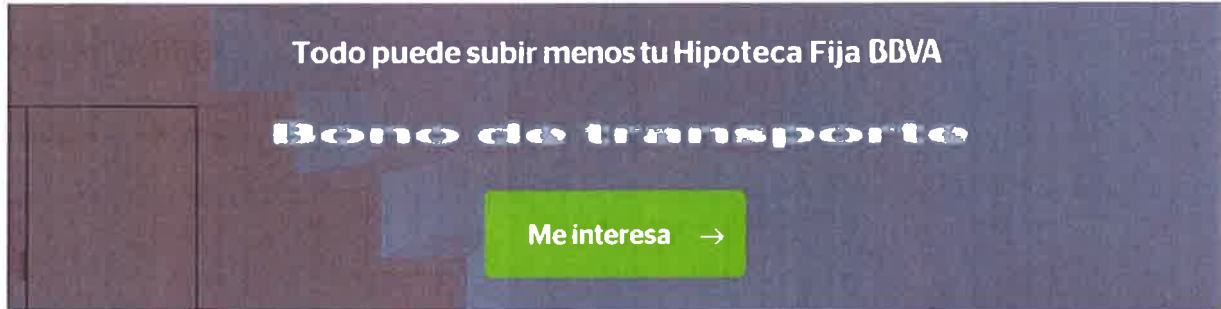 Todo puede subir menos tu Hipoteca Fija BBVA
Bono de transporte
Me interesa →